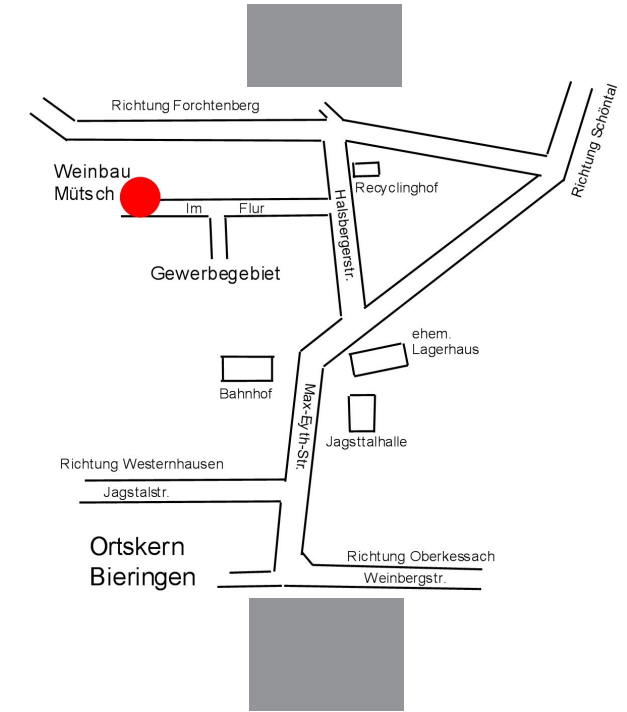 Richtung Forchtenberg
Richtung Schöntal
Weinbau
Mütsch
Recyclinghof
Im Flur
Halsbergerstr.
Gewerbegebiet
ehem.
Lagerhaus
Bahnhof
Max-Eyth-Str.
Jagsttalhalle
Richtung Westernhausen
Jagstalstr.
Ortskern
Bieringen
Richtung Oberkessach
Weinbergstr.